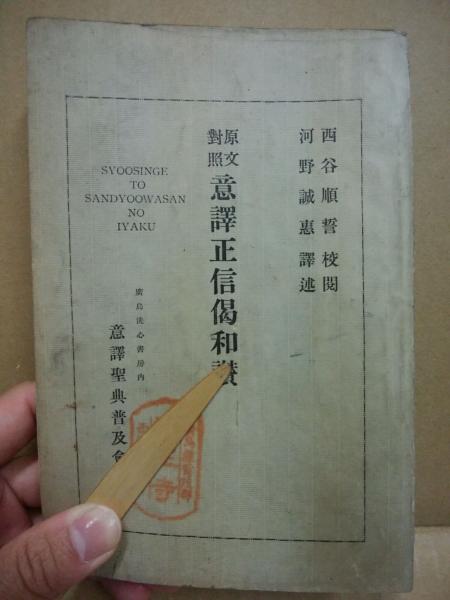 西谷順誓 校閲
河野誠惠 譯述
原文
對照
意譯正信偈和讃
SYOOSINGE
TO
SANDYOOWASAN
NO
IYAKU
廣島洗心書房内
意譯聖典普及會